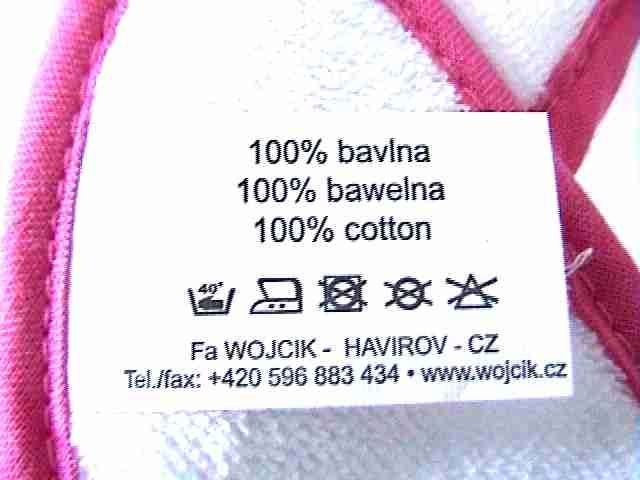 100% bavlna
100% bawelna
100% cotton
40°
Fa WOJCIK - HAVIROV - CZ
Tel./fax: +420 596 883 434 • www.wojcik.cz